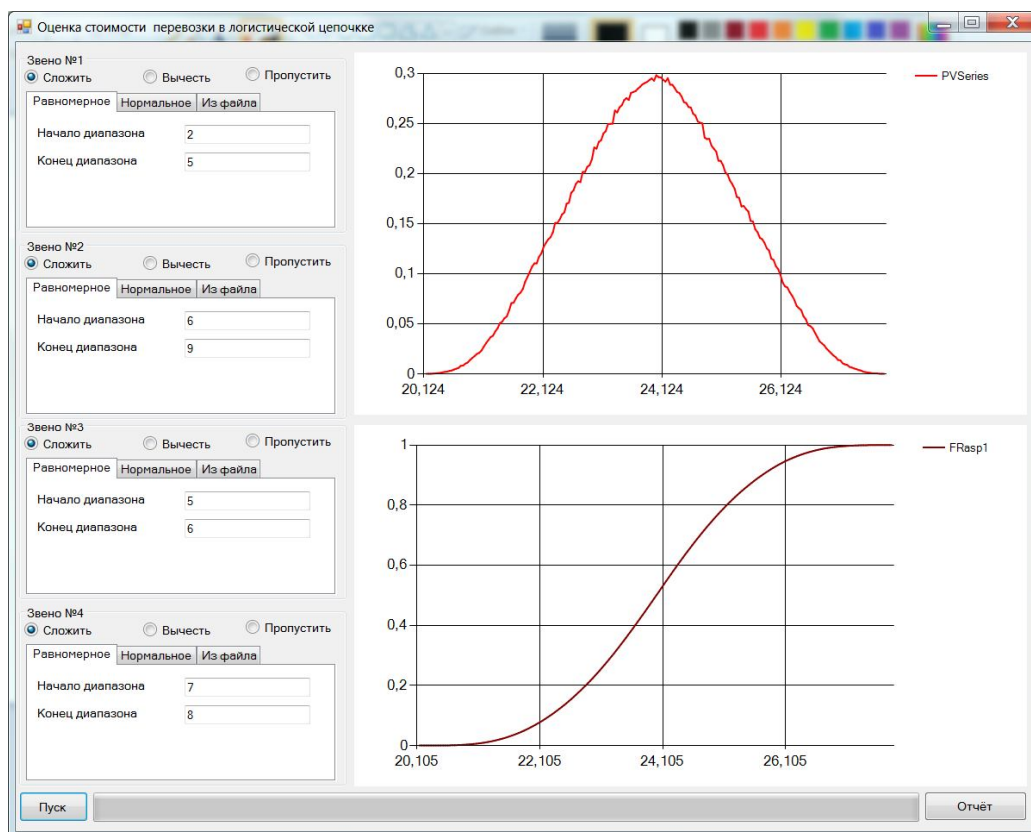 Оценка стоимости перевозки в логистической цепочкке
Звено №1
Сложить Вычесть Пропустить
Равномерное Нормальное Из файла
Начало диапазона 2
Конец диапазона 5
Звено №2
Сложить Вычесть Пропустить
Равномерное Нормальное Из файла
Начало диапазона 6
Конец диапазона 9
Звено №3
Сложить Вычесть Пропустить
Равномерное Нормальное Из файла
Начало диапазона 5
Конец диапазона 6
Звено №4
Сложить Вычесть Пропустить
Равномерное Нормальное Из файла
Начало диапазона 7
Конец диапазона 8
0,3
0,25
0,2
0,15
0,1
0,05
0
20,124 22,124 24,124 26,124
PVSeries
1
0,8
0,6
0,4
0,2
0
20,105 22,105 24,105 26,105
FRasp1
Пуск Отчёт